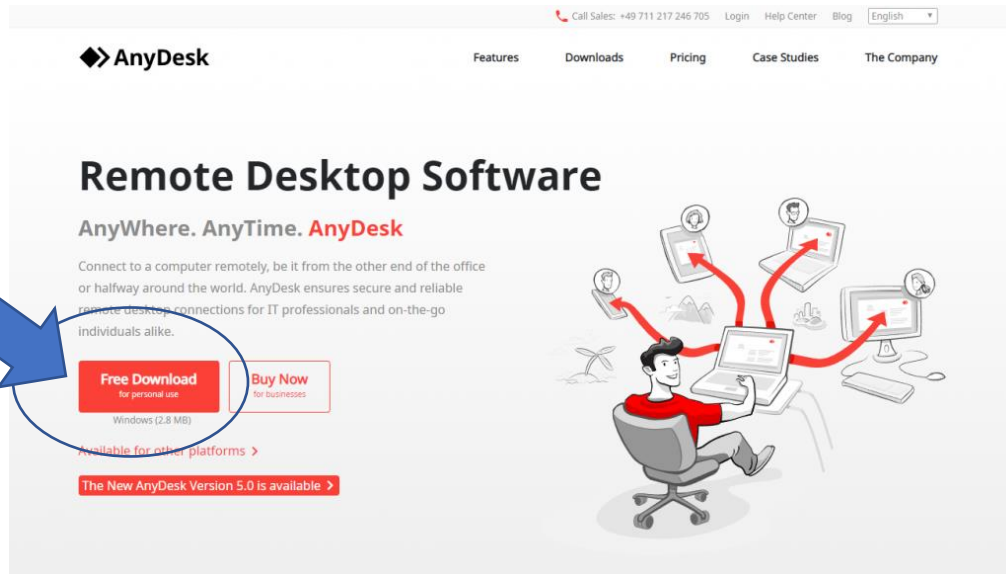 Call Sales: +49 711 217 246 705 Login Help Center Blog English
AnyDesk Features Downloads Pricing Case Studies The Company
Remote Desktop Software
AnyWhere. AnyTime. AnyDesk
Connect to a computer remotely, be it from the other end of the office
or halfway around the world. AnyDesk ensures secure and reliable
remote desktop connections for IT professionals and on-the-go
individuals alike.
Free Download Buy Now
for personal use for businesses
Windows (2.8 MB)
Available for other platforms >
The New AnyDesk Version 5.0 is available >